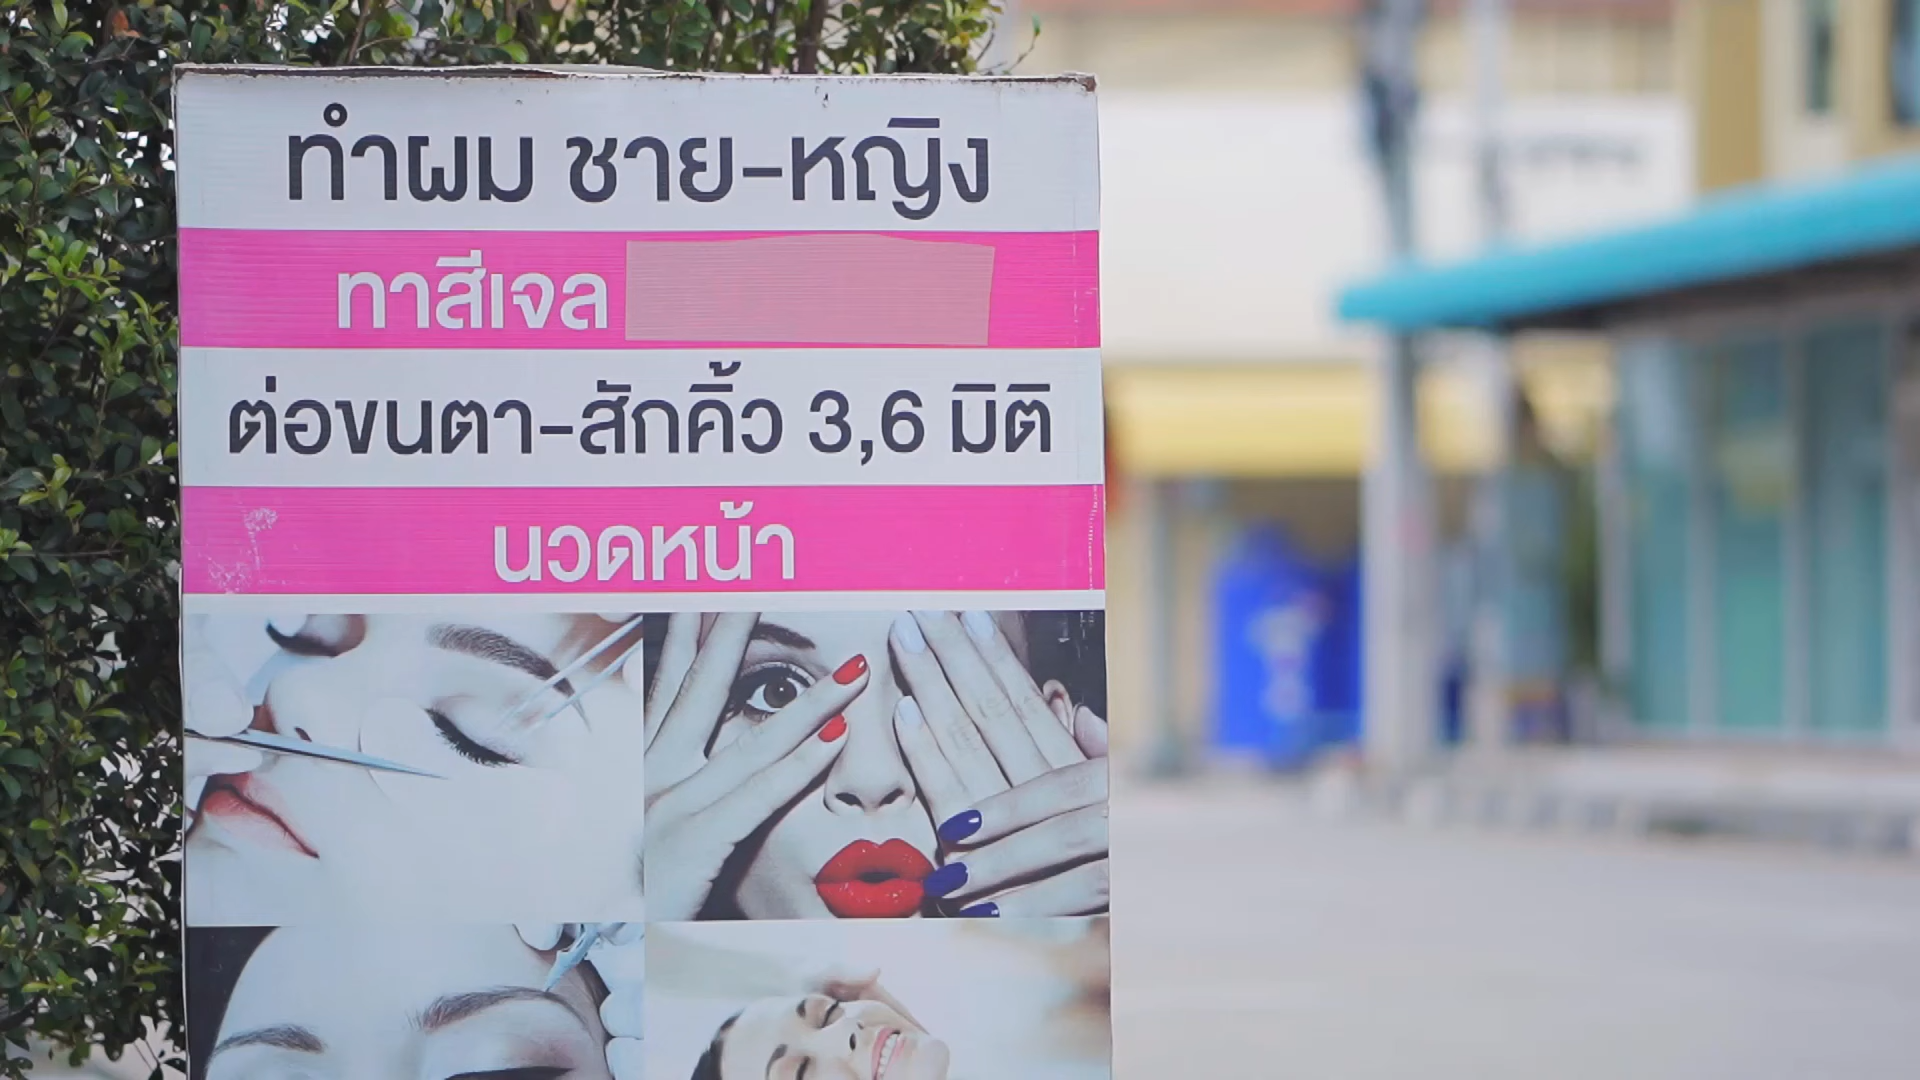 ทำผม ชาย-หญิง
ทาสีเจล
ต่อขนตา-สักคิ้ว 3,6 มิติ
นวดหน้า